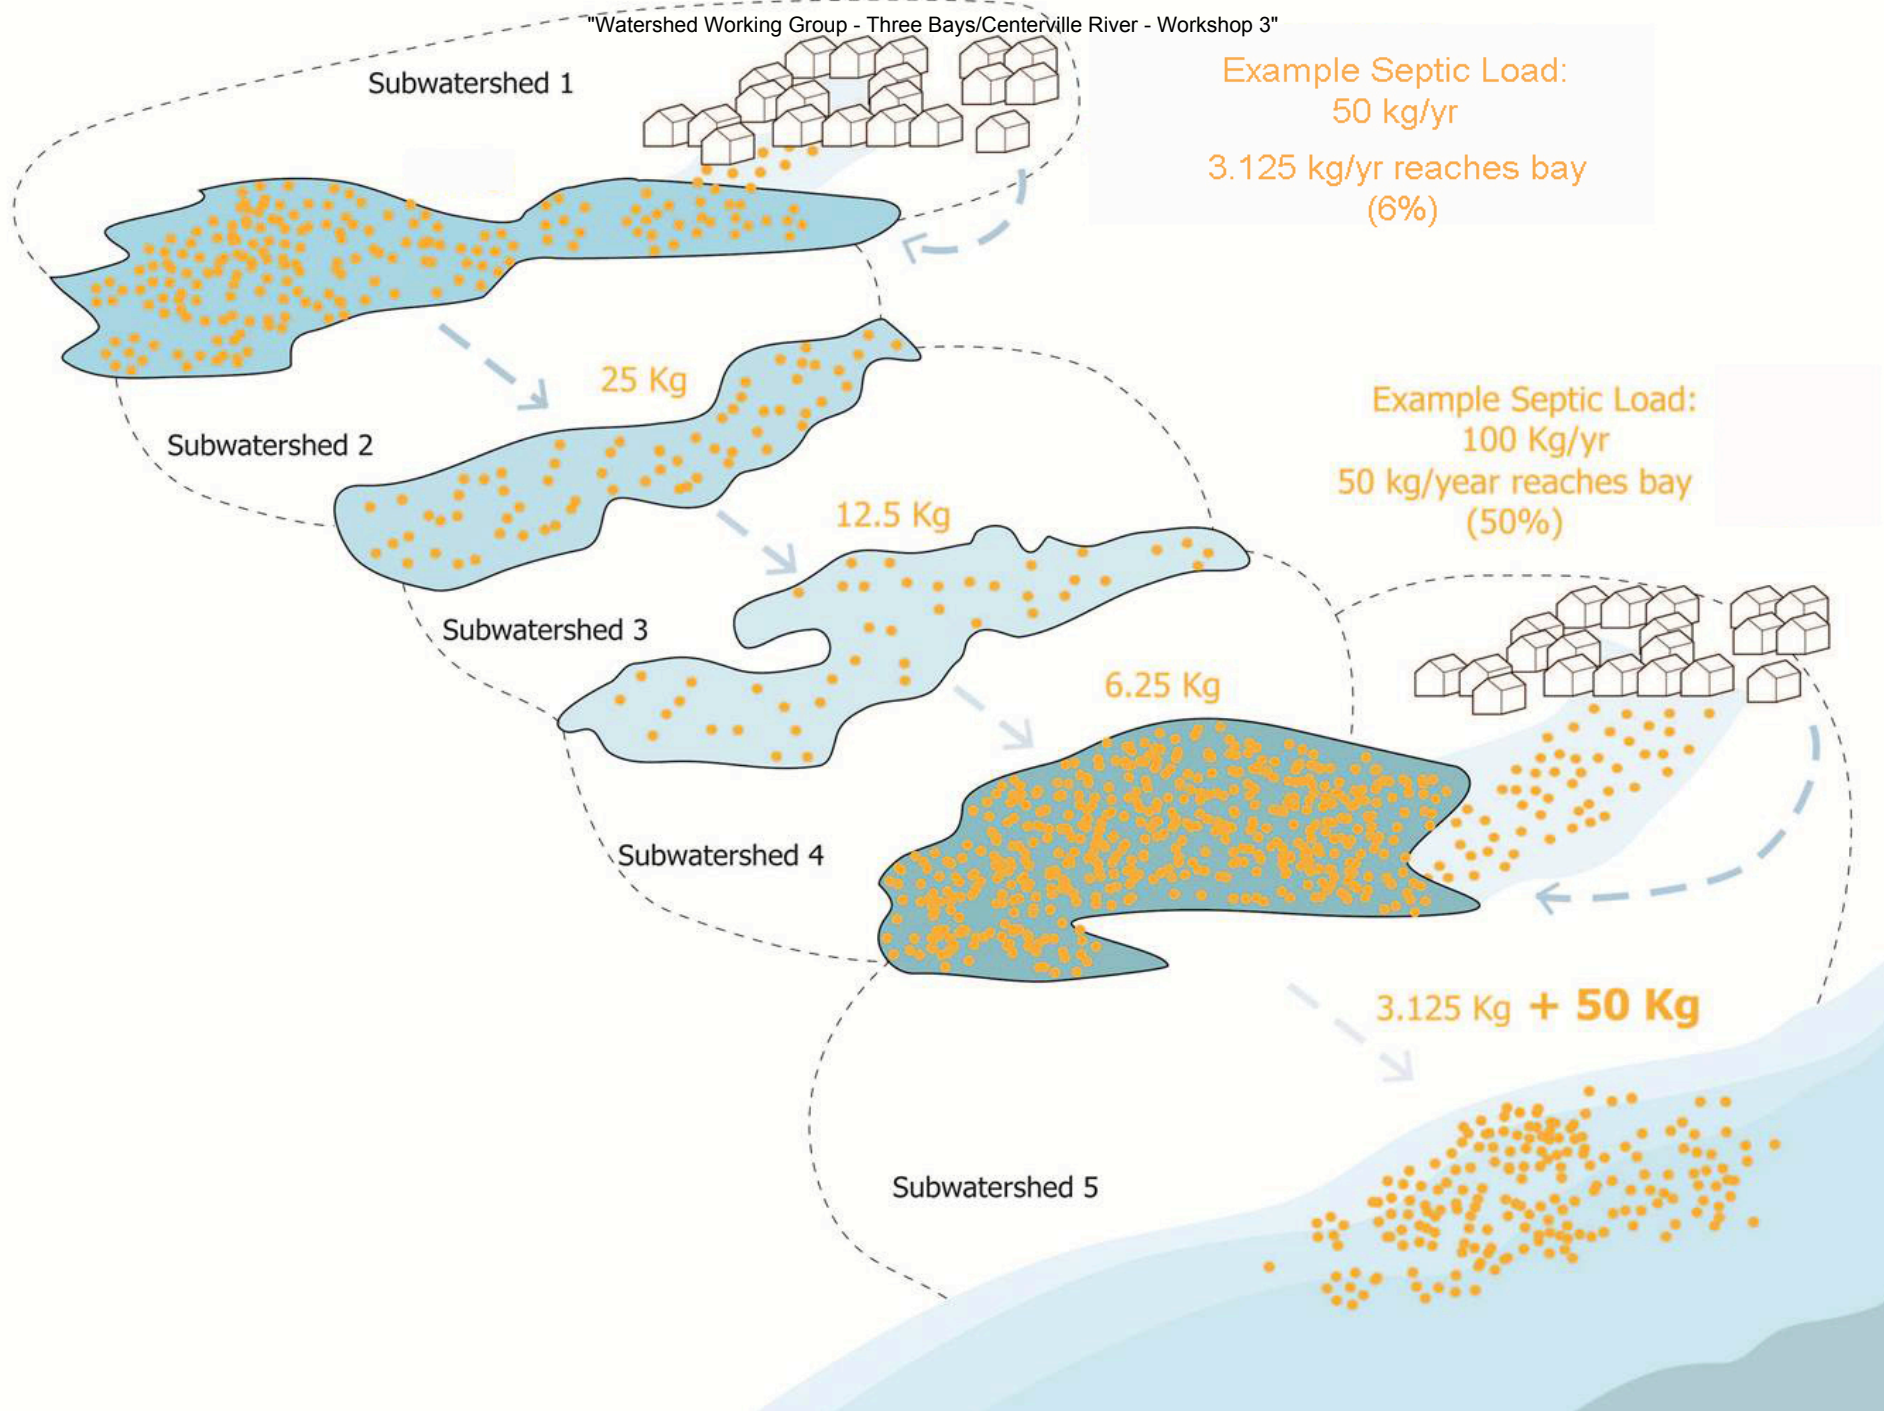 "Watershed Working Group - Three Bays/Centerville River - Workshop 3"
Subwatershed 1
Example Septic Load:
50 kg/yr
3.125 kg/yr reaches bay
(6%)
25 Kg
Subwatershed 2
Example Septic Load:
100 Kg/yr
50 kg/year reaches bay
(50%)
12.5 Kg
Subwatershed 3
6.25 Kg
Subwatershed 4
3.125 Kg + 50 Kg
Subwatershed 5